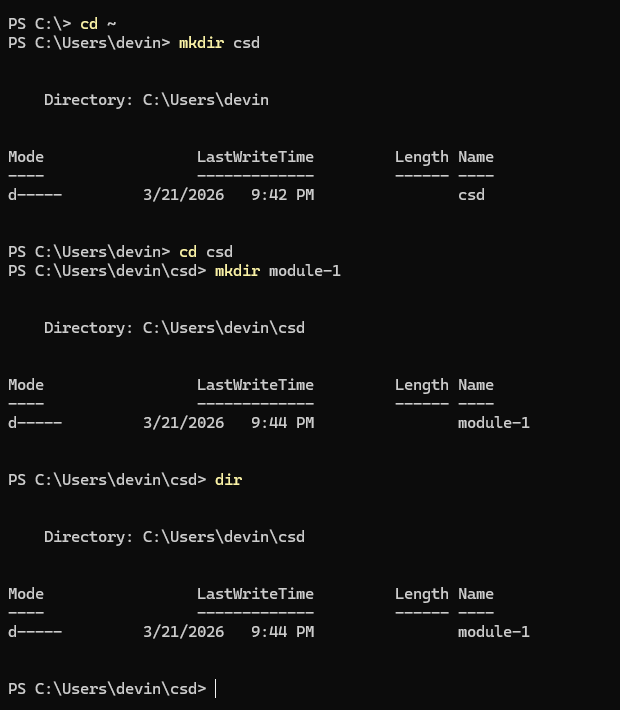 PS C:\> cd ~
PS C:\Users\devin> mkdir csd
    Directory: C:\Users\devin
Mode                 LastWriteTime         Length Name
----                 -------------         ------ ----
d-----         3/21/2026   9:42 PM                csd
PS C:\Users\devin> cd csd
PS C:\Users\devin\csd> mkdir module-1
    Directory: C:\Users\devin\csd
Mode                 LastWriteTime         Length Name
----                 -------------         ------ ----
d-----         3/21/2026   9:44 PM                module-1
PS C:\Users\devin\csd> dir
    Directory: C:\Users\devin\csd
Mode                 LastWriteTime         Length Name
----                 -------------         ------ ----
d-----         3/21/2026   9:44 PM                module-1
PS C:\Users\devin\csd>